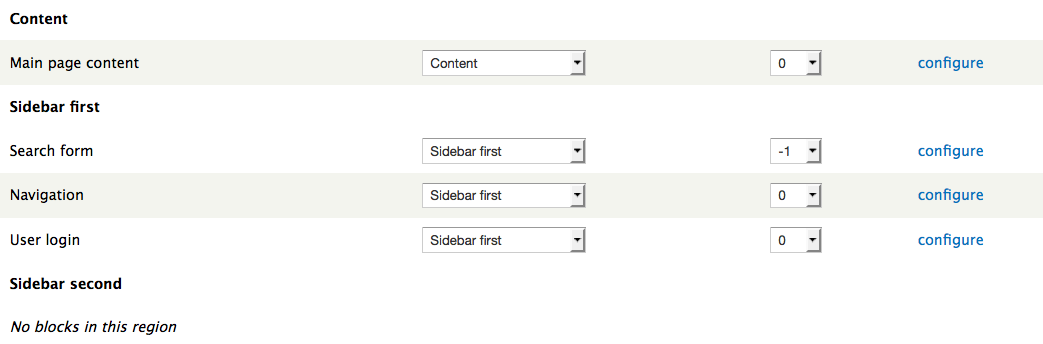 Content
Main page content Content 0 configure
Sidebar first
Search form Sidebar first -1 configure
Navigation Sidebar first 0 configure
User login Sidebar first 0 configure
Sidebar second
No blocks in this region